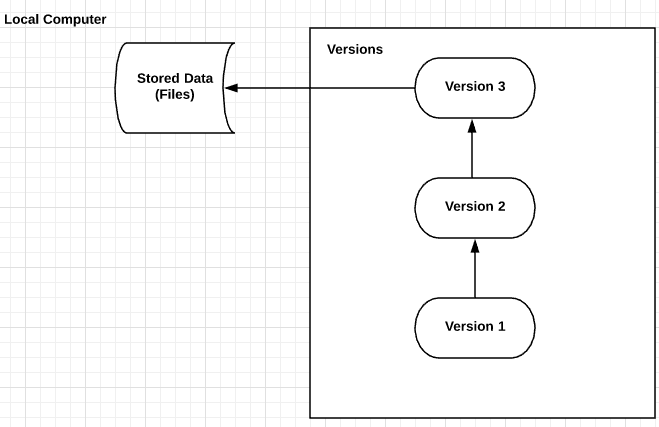 Local Computer
Stored Data
(Files)
Versions
Version 3
Version 2
Version 1